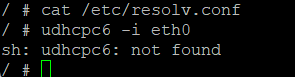 / # cat /etc/resolv.conf
/ # udhcpc6 -i eth0
sh: udhcpc6: not found
/ #